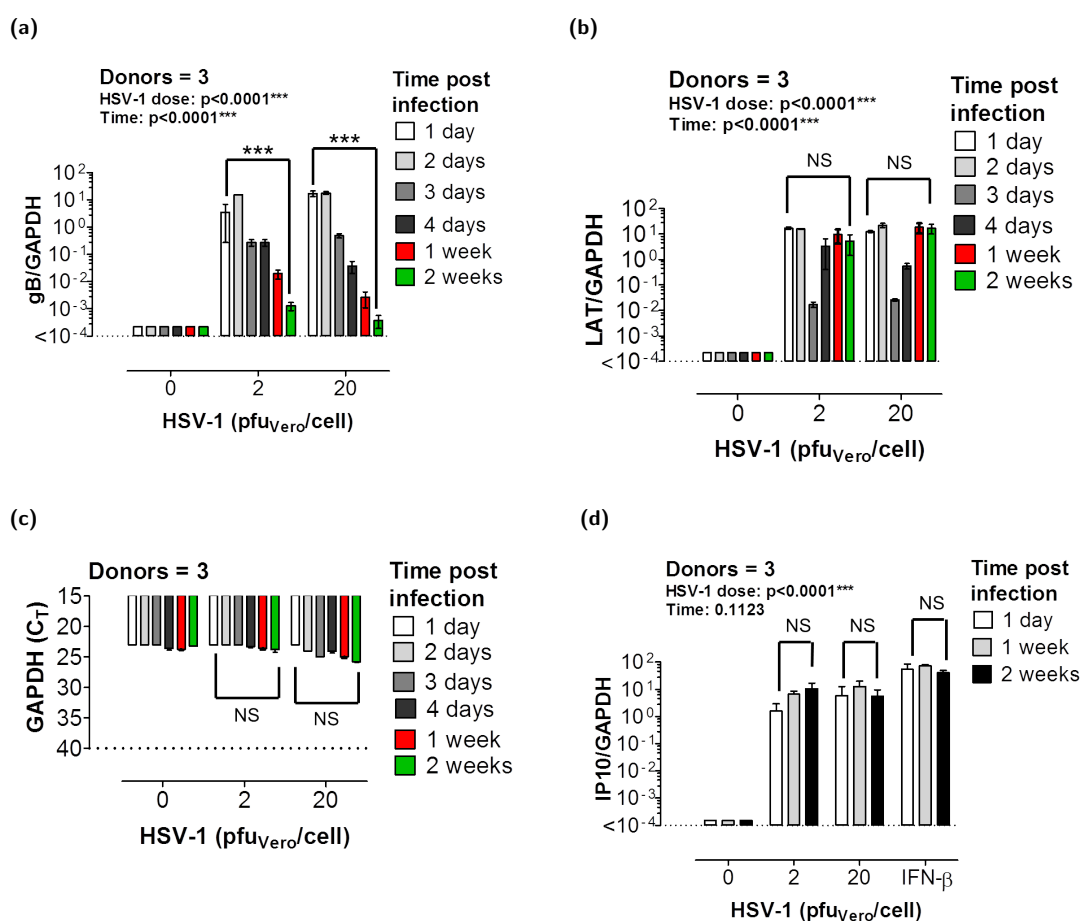 (a)
Donors = 3
HSV-1 dose: p<0.0001***
Time: p<0.0001***
Time post
infection
1 day
2 days
3 days
4 days
1 week
2 weeks
*** ***
gB/GAPDH
10²
10¹
10⁰
10⁻¹
10⁻²
10⁻³
<10⁻⁴
0 2 20
HSV-1 (pfuVero/cell)
(b)
Donors = 3
HSV-1 dose: p<0.0001***
Time: p<0.0001***
Time post
infection
1 day
2 days
3 days
4 days
1 week
2 weeks
NS NS
LAT/GAPDH
10²
10¹
10⁰
10⁻¹
10⁻²
10⁻³
<10⁻⁴
0 2 20
HSV-1 (pfuVero/cell)
(c)
Donors = 3
Time post
infection
1 day
2 days
3 days
4 days
1 week
2 weeks
GAPDH (CT)
15
20
25
30
35
40
NS NS
0 2 20
HSV-1 (pfuVero/cell)
(d)
Donors = 3
HSV-1 dose: p<0.0001***
Time: 0.1123
Time post
infection
1 day
1 week
2 weeks
NS NS NS
IP10/GAPDH
10²
10¹
10⁰
10⁻¹
10⁻²
10⁻³
<10⁻⁴
0 2 20 IFN-β
HSV-1 (pfuVero/cell)